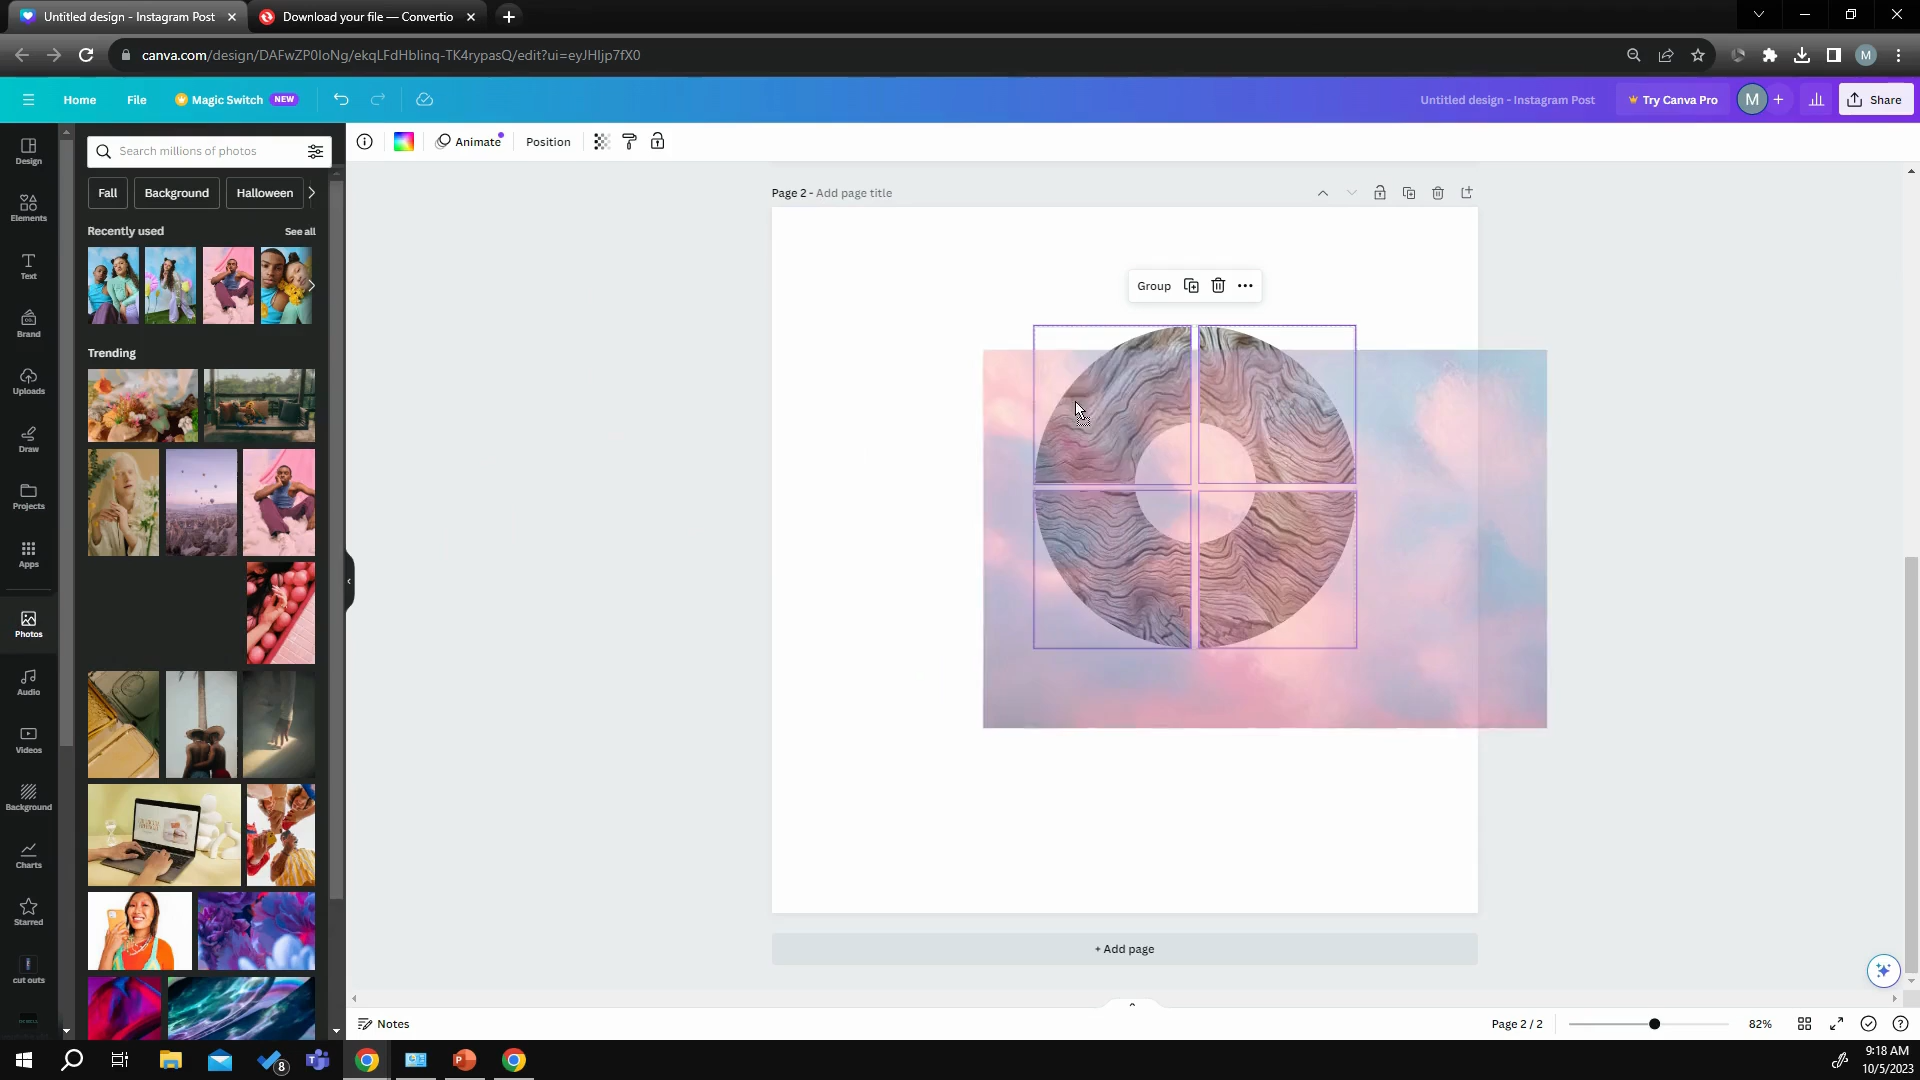 Untitled design - Instagram Post
Download your file — Convertio
canva.com/design/DAFwZP0IoNg/ekqLFdHblinq-TK4rypasQ/edit?ui=eyJHIjp7fX0
M
Home
File
Magic Switch NEW
Untitled design - Instagram Post
Try Canva Pro
M
Share
Design
Elements
Text
Brand
Uploads
Draw
Projects
Apps
Photos
Audio
Videos
Background
Charts
Starred
cut outs
Search millions of photos
Fall
Background
Halloween
Recently used
See all
Trending
Animate
Position
Page 2 - Add page title
Group
+ Add page
Notes
Page 2 / 2
82%
8
9:18 AM
10/5/2023